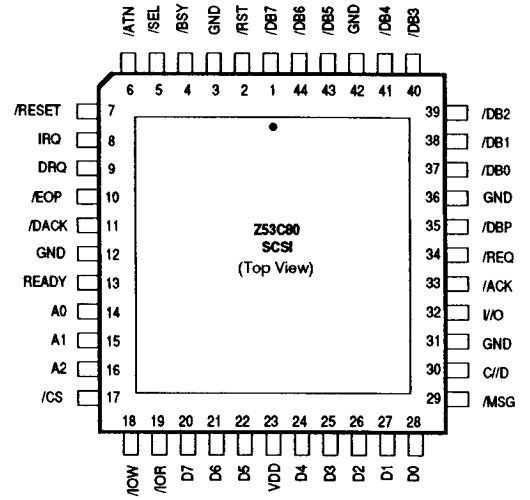 /ATN /SEL /BSY GND /RST /DB7 /DB6 /DB5 GND /DB4 /DB3
6 5 4 3 2 1 44 43 42 41 40
/RESET 7
IRQ 8
DRQ 9
/EOP 10
/DACK 11
GND 12
READY 13
A0 14
A1 15
A2 16
/CS 17
Z53C80
SCSI
(Top View)
39 /DB2
38 /DB1
37 /DB0
36 GND
35 /DBP
34 /REQ
33 /ACK
32 I//O
31 GND
30 C//D
29 /MSG
18 19 20 21 22 23 24 25 26 27 28
/IOW /IOR D7 D6 D5 VDD D4 D3 D2 D1 D0